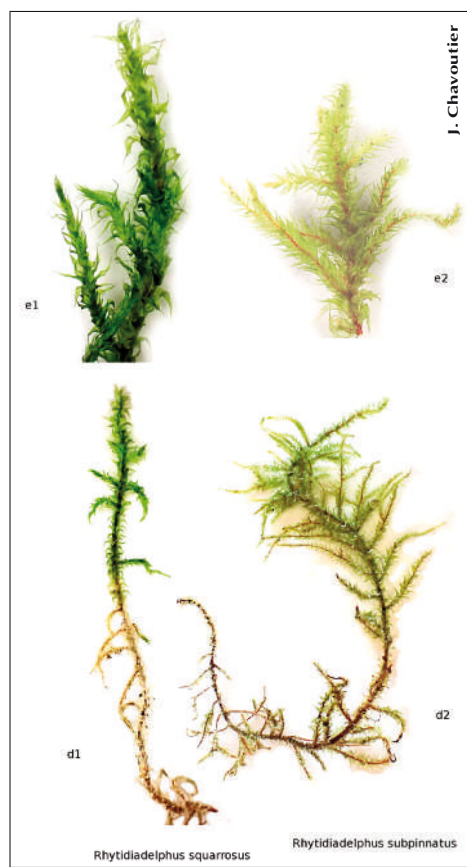 J. Chavoutier
e1
e2
d1
d2
Rhytidiadelphus squarrosus
Rhytidiadelphus subpinnatus